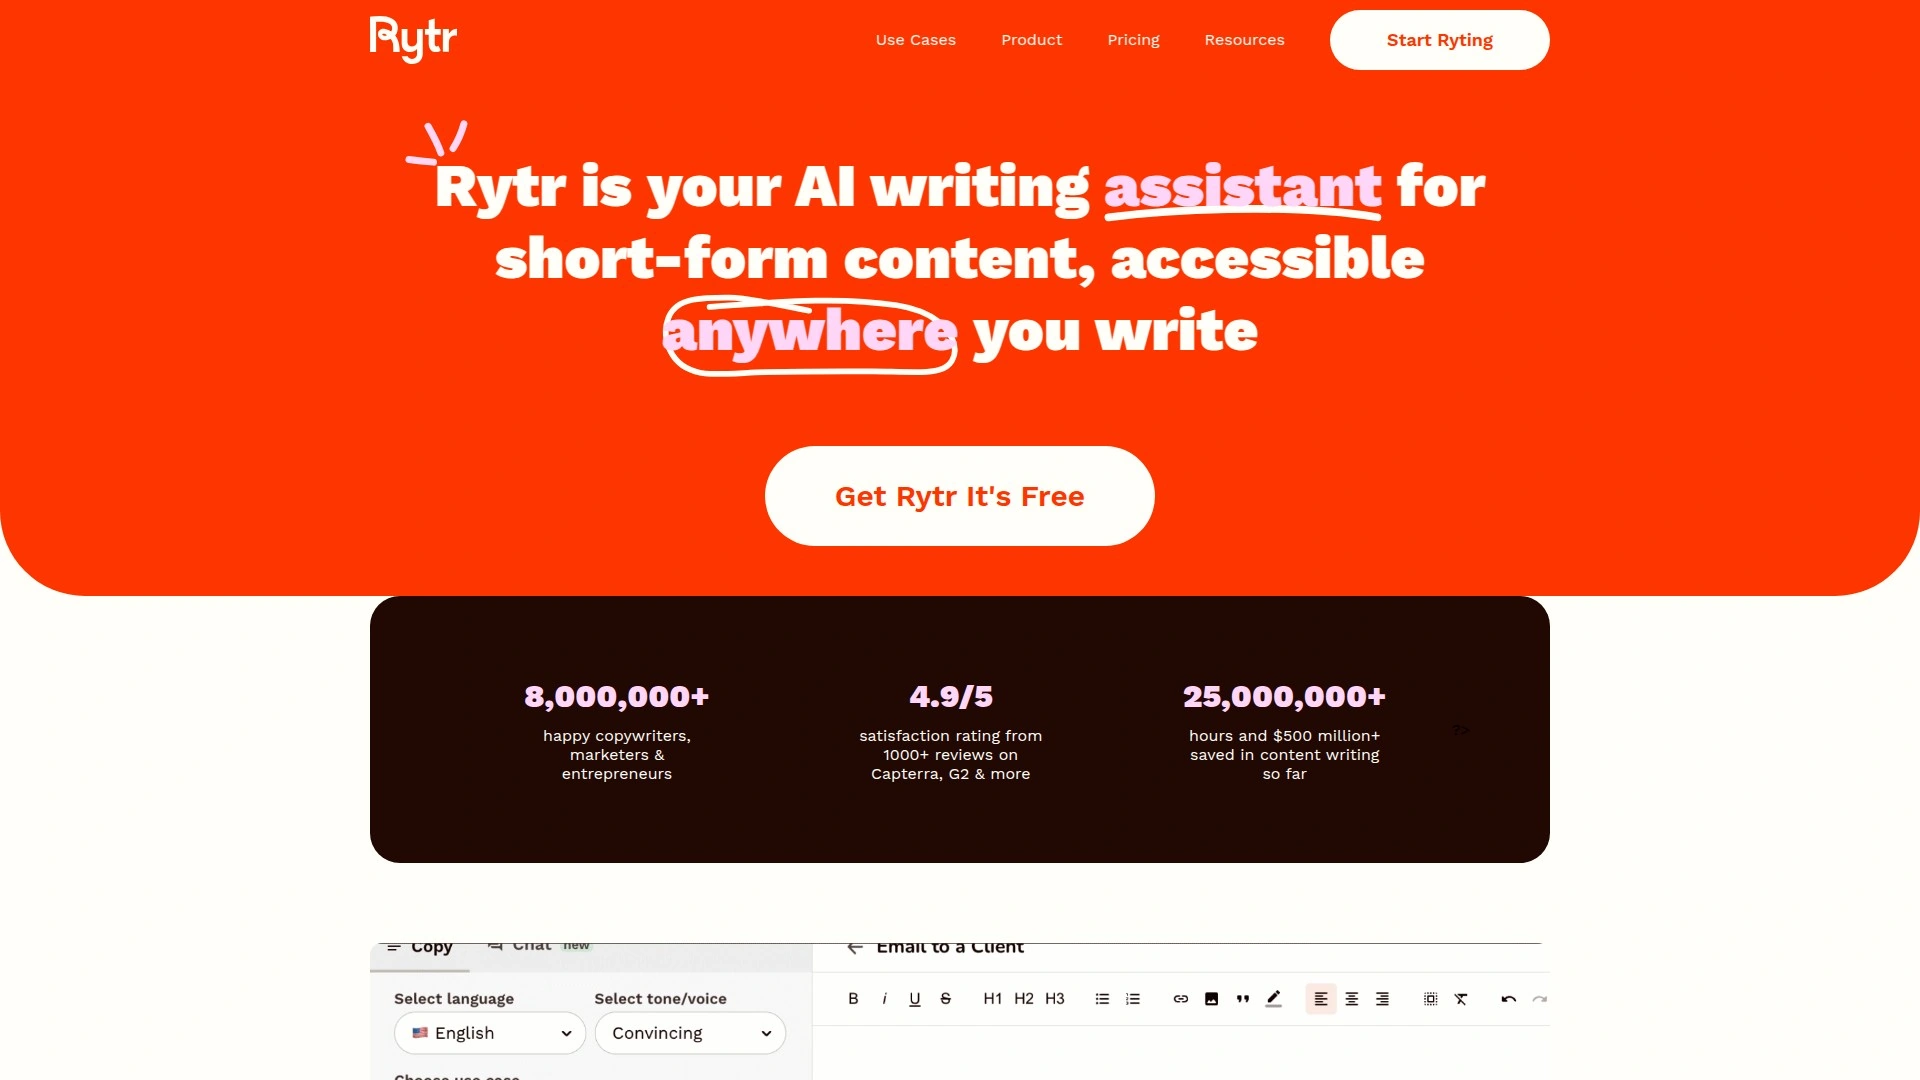 Rytr
Use Cases
Product
Pricing
Resources
Start Ryting
Rytr is your AI writing assistant for
short-form content, accessible
anywhere you write
Get Rytr It's Free
8,000,000+
happy copywriters,
marketers &
entrepreneurs
4.9/5
satisfaction rating from
1000+ reviews on
Capterra, G2 & more
25,000,000+
hours and $500 million+
saved in content writing
so far
?>
Copy
Chat new
Email to a Client
Select language
Select tone/voice
B i U S H1 H2 H3
English
Convincing
Choose use case